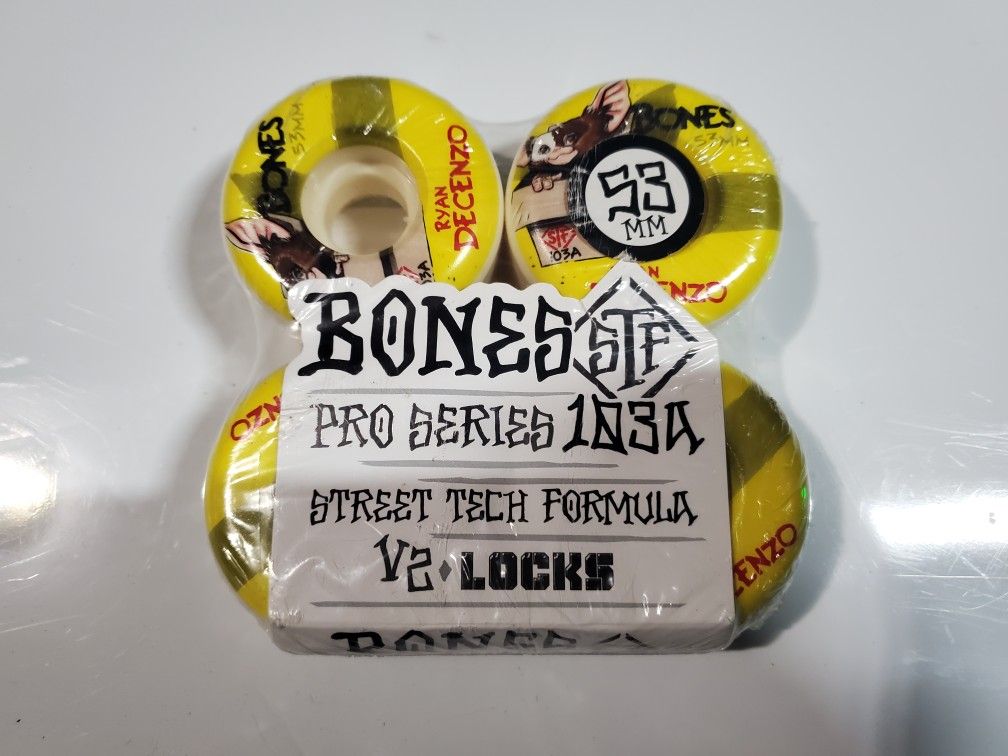 BONES
53MM
RYAN
DECENZO
BONES
53MM
53
MM
STF
103A
BONES STF
PRO SERIES 103A
STREET TECH FORMULA
V2 · LOCKS
BONES